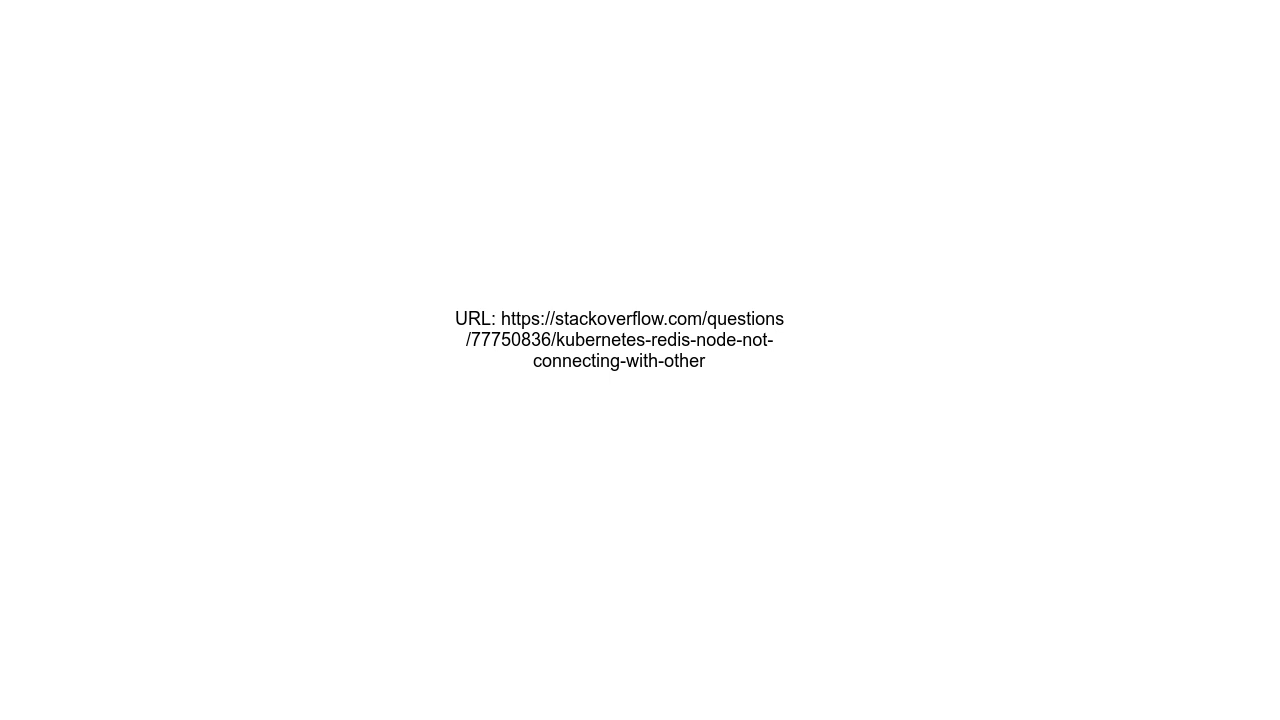 URL: https://stackoverflow.com/questions
/77750836/kubernetes-redis-node-not-
connecting-with-other